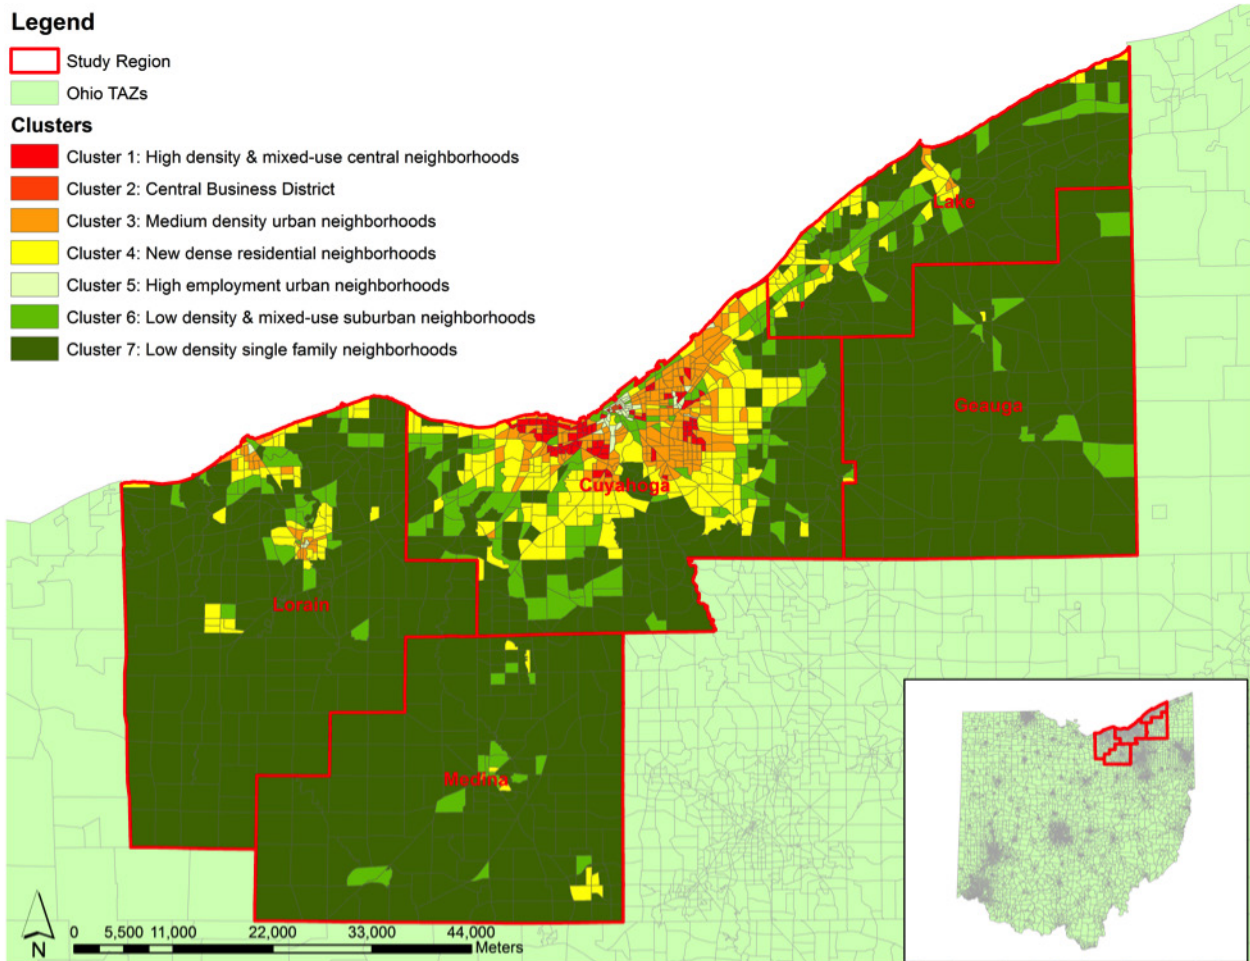 Legend
Study Region
Ohio TAZs
Clusters
Cluster 1: High density & mixed-use central neighborhoods
Cluster 2: Central Business District
Cluster 3: Medium density urban neighborhoods
Cluster 4: New dense residential neighborhoods
Cluster 5: High employment urban neighborhoods
Cluster 6: Low density & mixed-use suburban neighborhoods
Cluster 7: Low density single family neighborhoods
Lake
Geauga
Cuyahoga
Lorain
Medina
N
0 5,500 11,000 22,000 33,000 44,000
Meters